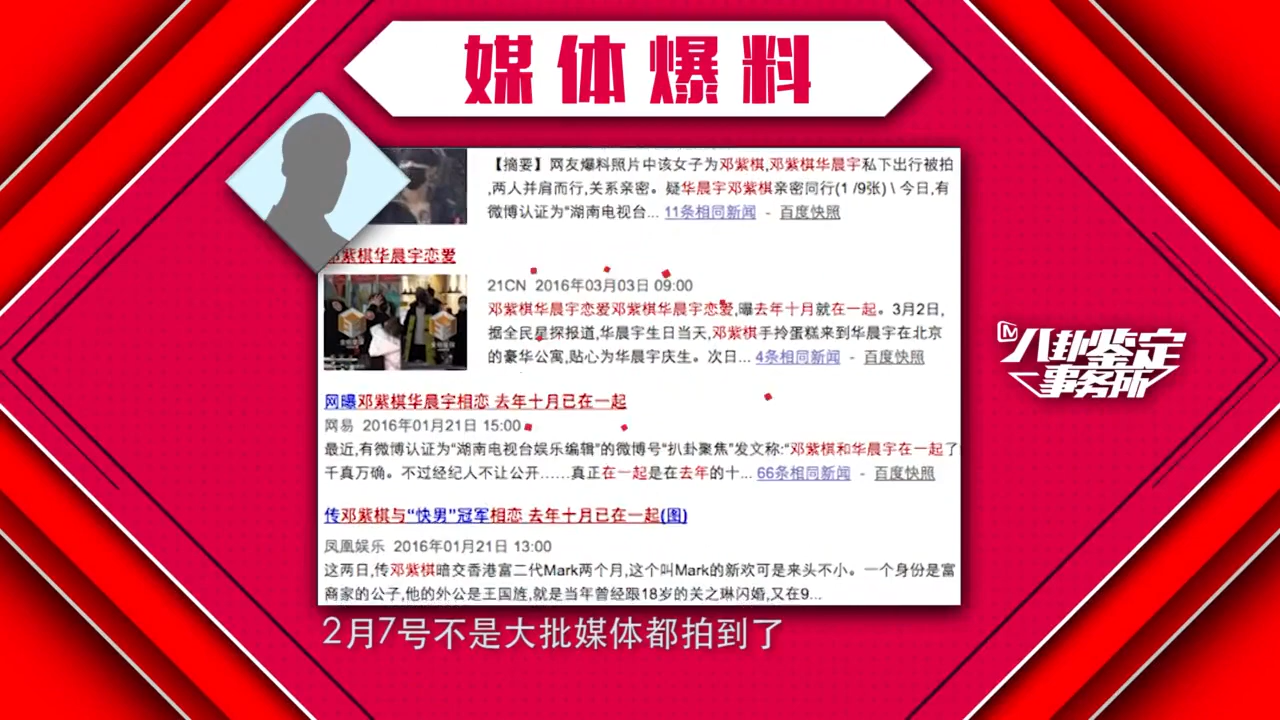 媒体爆料
【摘要】网友爆料照片中该女子为邓紫棋,邓紫棋华晨宇私下出行被拍
,两人并肩而行,关系亲密。疑华晨宇邓紫棋亲密同行(1 /9张) \ 今日,有
微博认证为“湖南电视台... 11条相同新闻 - 百度快照
邓紫棋华晨宇恋爱
21CN 2016年03月03日 09:00
邓紫棋华晨宇恋爱邓紫棋华晨宇恋爱,曝去年十月就在一起。3月2日,
据全民星探报道,华晨宇生日当天,邓紫棋手拎蛋糕来到华晨宇在北京
的豪华公寓,贴心为华晨宇庆生。次日... 4条相同新闻 - 百度快照
网曝邓紫棋华晨宇相恋 去年十月已在一起
网易 2016年01月21日 15:00
最近,有微博认证为“湖南电视台娱乐编辑”的微博号“扒卦聚焦”发文称:“邓紫棋和华晨宇在一起了
千真万确。不过经纪人不让公开……真正在一起是在去年的十... 66条相同新闻 - 百度快照
传邓紫棋与“快男”冠军相恋 去年十月已在一起(图)
凤凰娱乐 2016年01月21日 13:00
这两日,传邓紫棋暗交香港富二代Mark两个月,这个叫Mark的新欢可是来头不小。一个身份是富
商家的公子,他的外公是王国旌,就是当年曾经跟18岁的关之琳闪婚,又在9...
八卦鉴定
事务所
2月7号不是大批媒体都拍到了